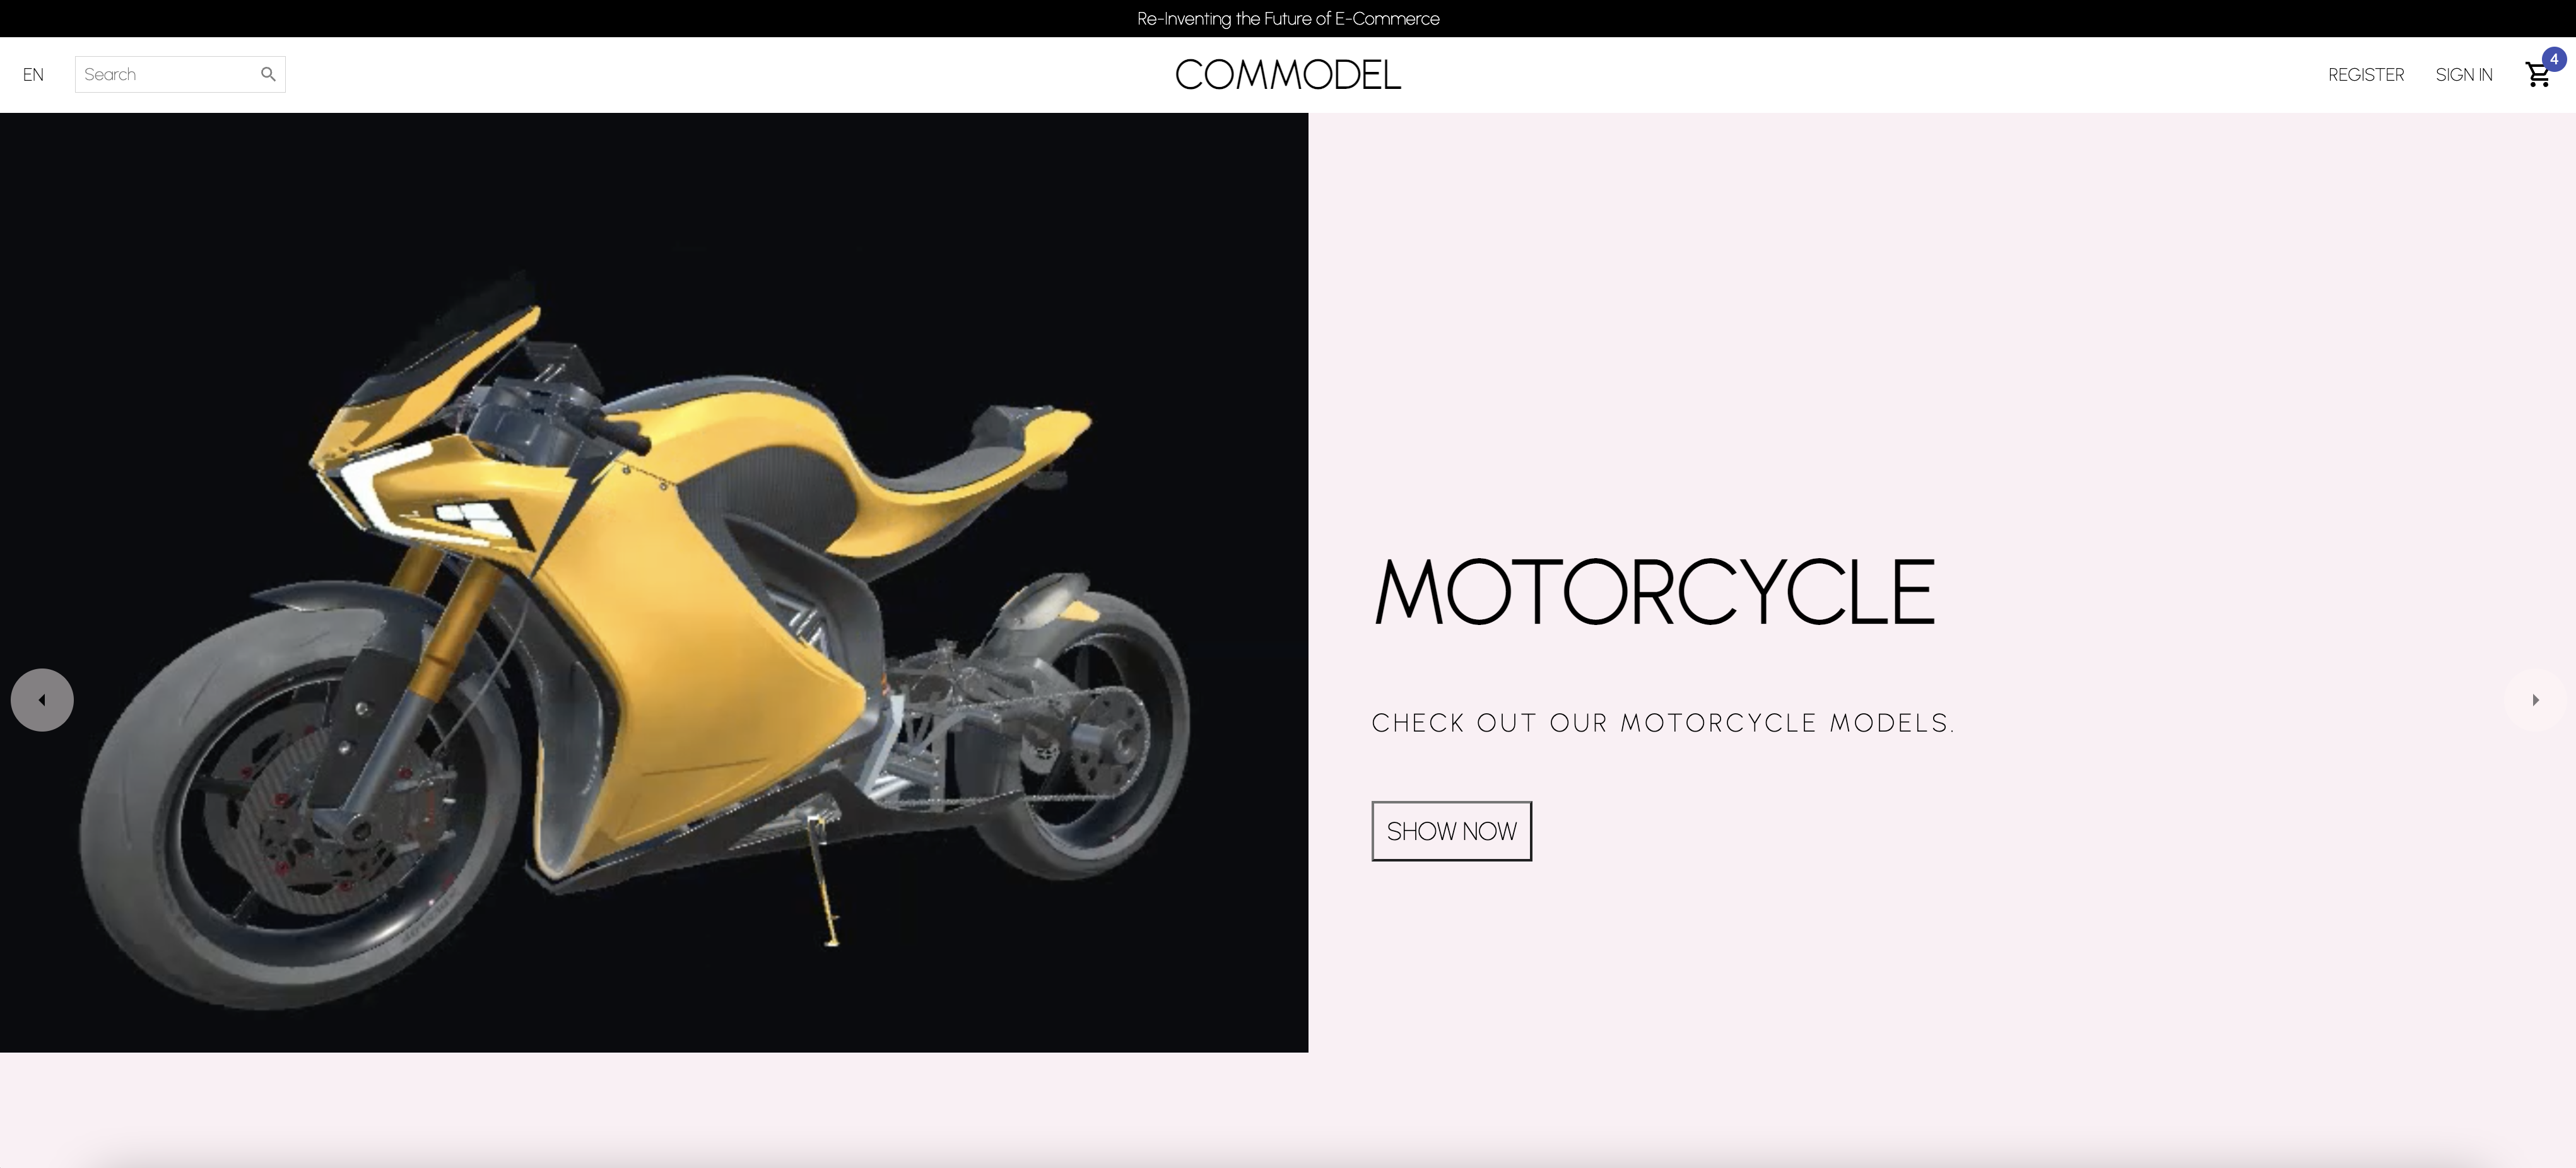 Re-Inventing the Future of E-Commerce
EN
Search
COMMODEL
REGISTER
SIGN IN
4
MOTORCYCLE
CHECK OUT OUR MOTORCYCLE MODELS.
SHOW NOW